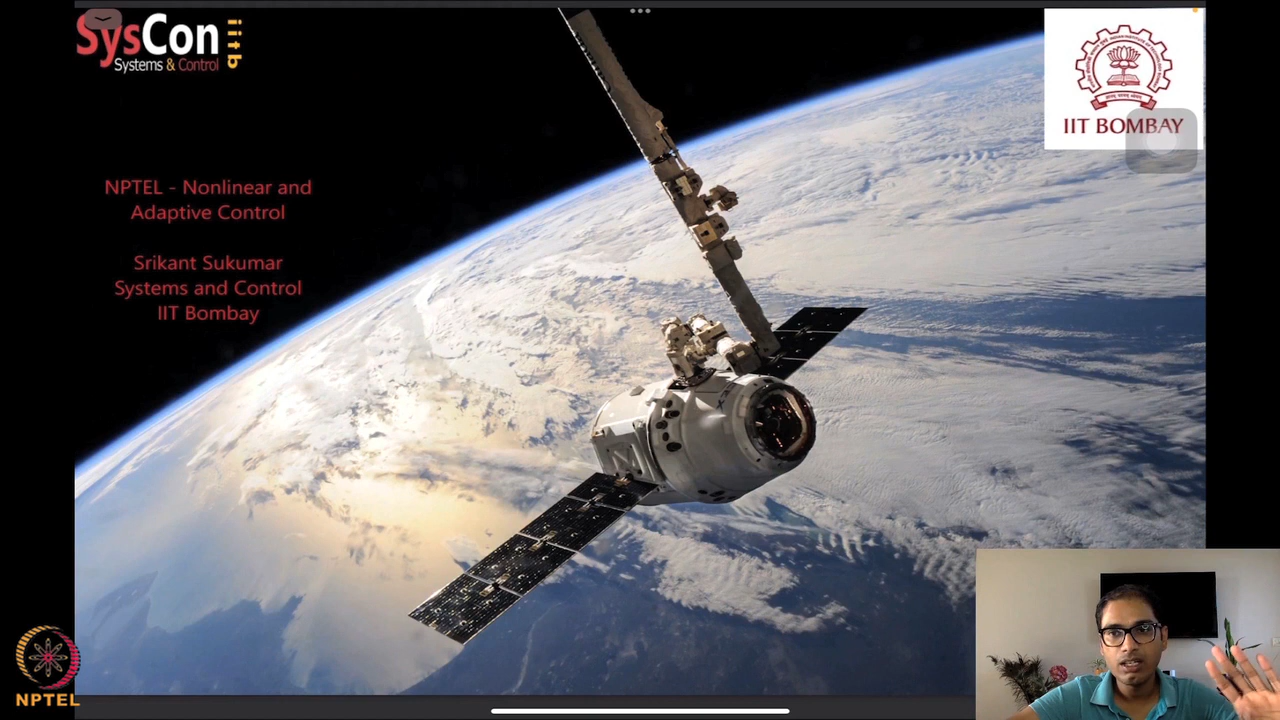 SysCon
iitb
Systems & Control
IIT BOMBAY
NPTEL - Nonlinear and
Adaptive Control
Srikant Sukumar
Systems and Control
IIT Bombay
NPTEL